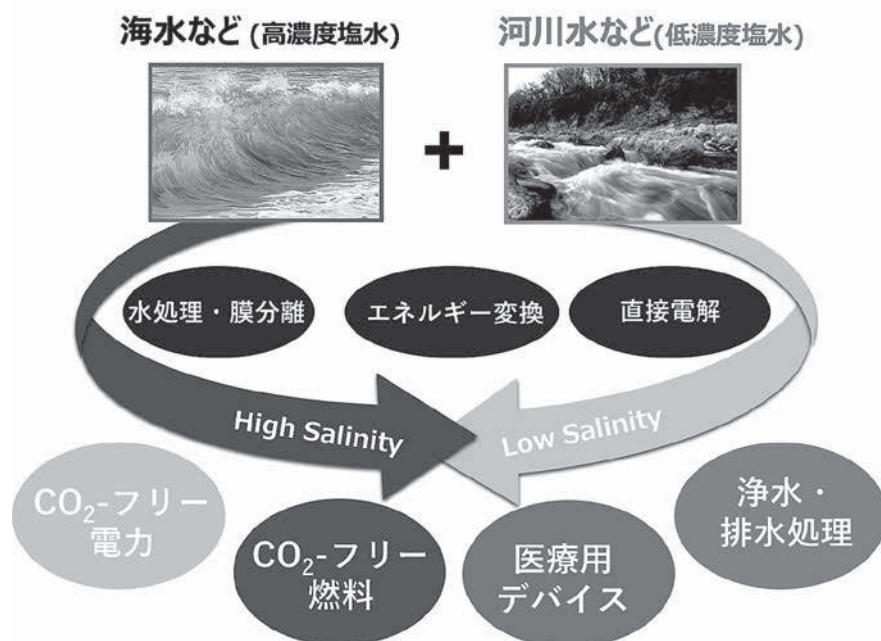 海水など (高濃度塩水)
河川水など(低濃度塩水)
+
水処理・膜分離
エネルギー変換
直接電解
High Salinity
Low Salinity
CO₂-フリー
電力
CO₂-フリー
燃料
医療用
デバイス
浄水・
排水処理